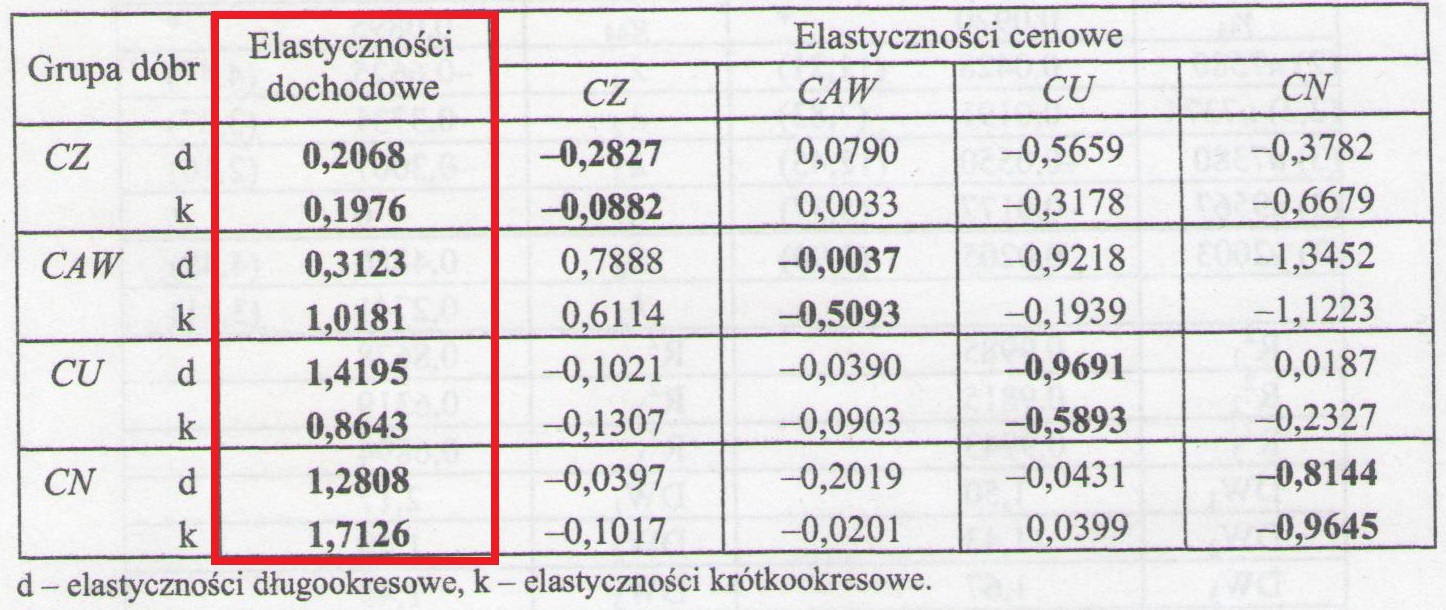 Grupa dóbr Elastyczności dochodowe Elastyczności cenowe
CZ CAW CU CN
CZ d 0,2068 –0,2827 0,0790 –0,5659 –0,3782
k 0,1976 –0,0882 0,0033 –0,3178 –0,6679
CAW d 0,3123 0,7888 –0,0037 –0,9218 –1,3452
k 1,0181 0,6114 –0,5093 –0,1939 –1,1223
CU d 1,4195 –0,1021 –0,0390 –0,9691 0,0187
k 0,8643 –0,1307 –0,0903 –0,5893 –0,2327
CN d 1,2808 –0,0397 –0,2019 –0,0431 –0,8144
k 1,7126 –0,1017 –0,0201 0,0399 –0,9645
d – elastyczności długookresowe, k – elastyczności krótkookresowe.